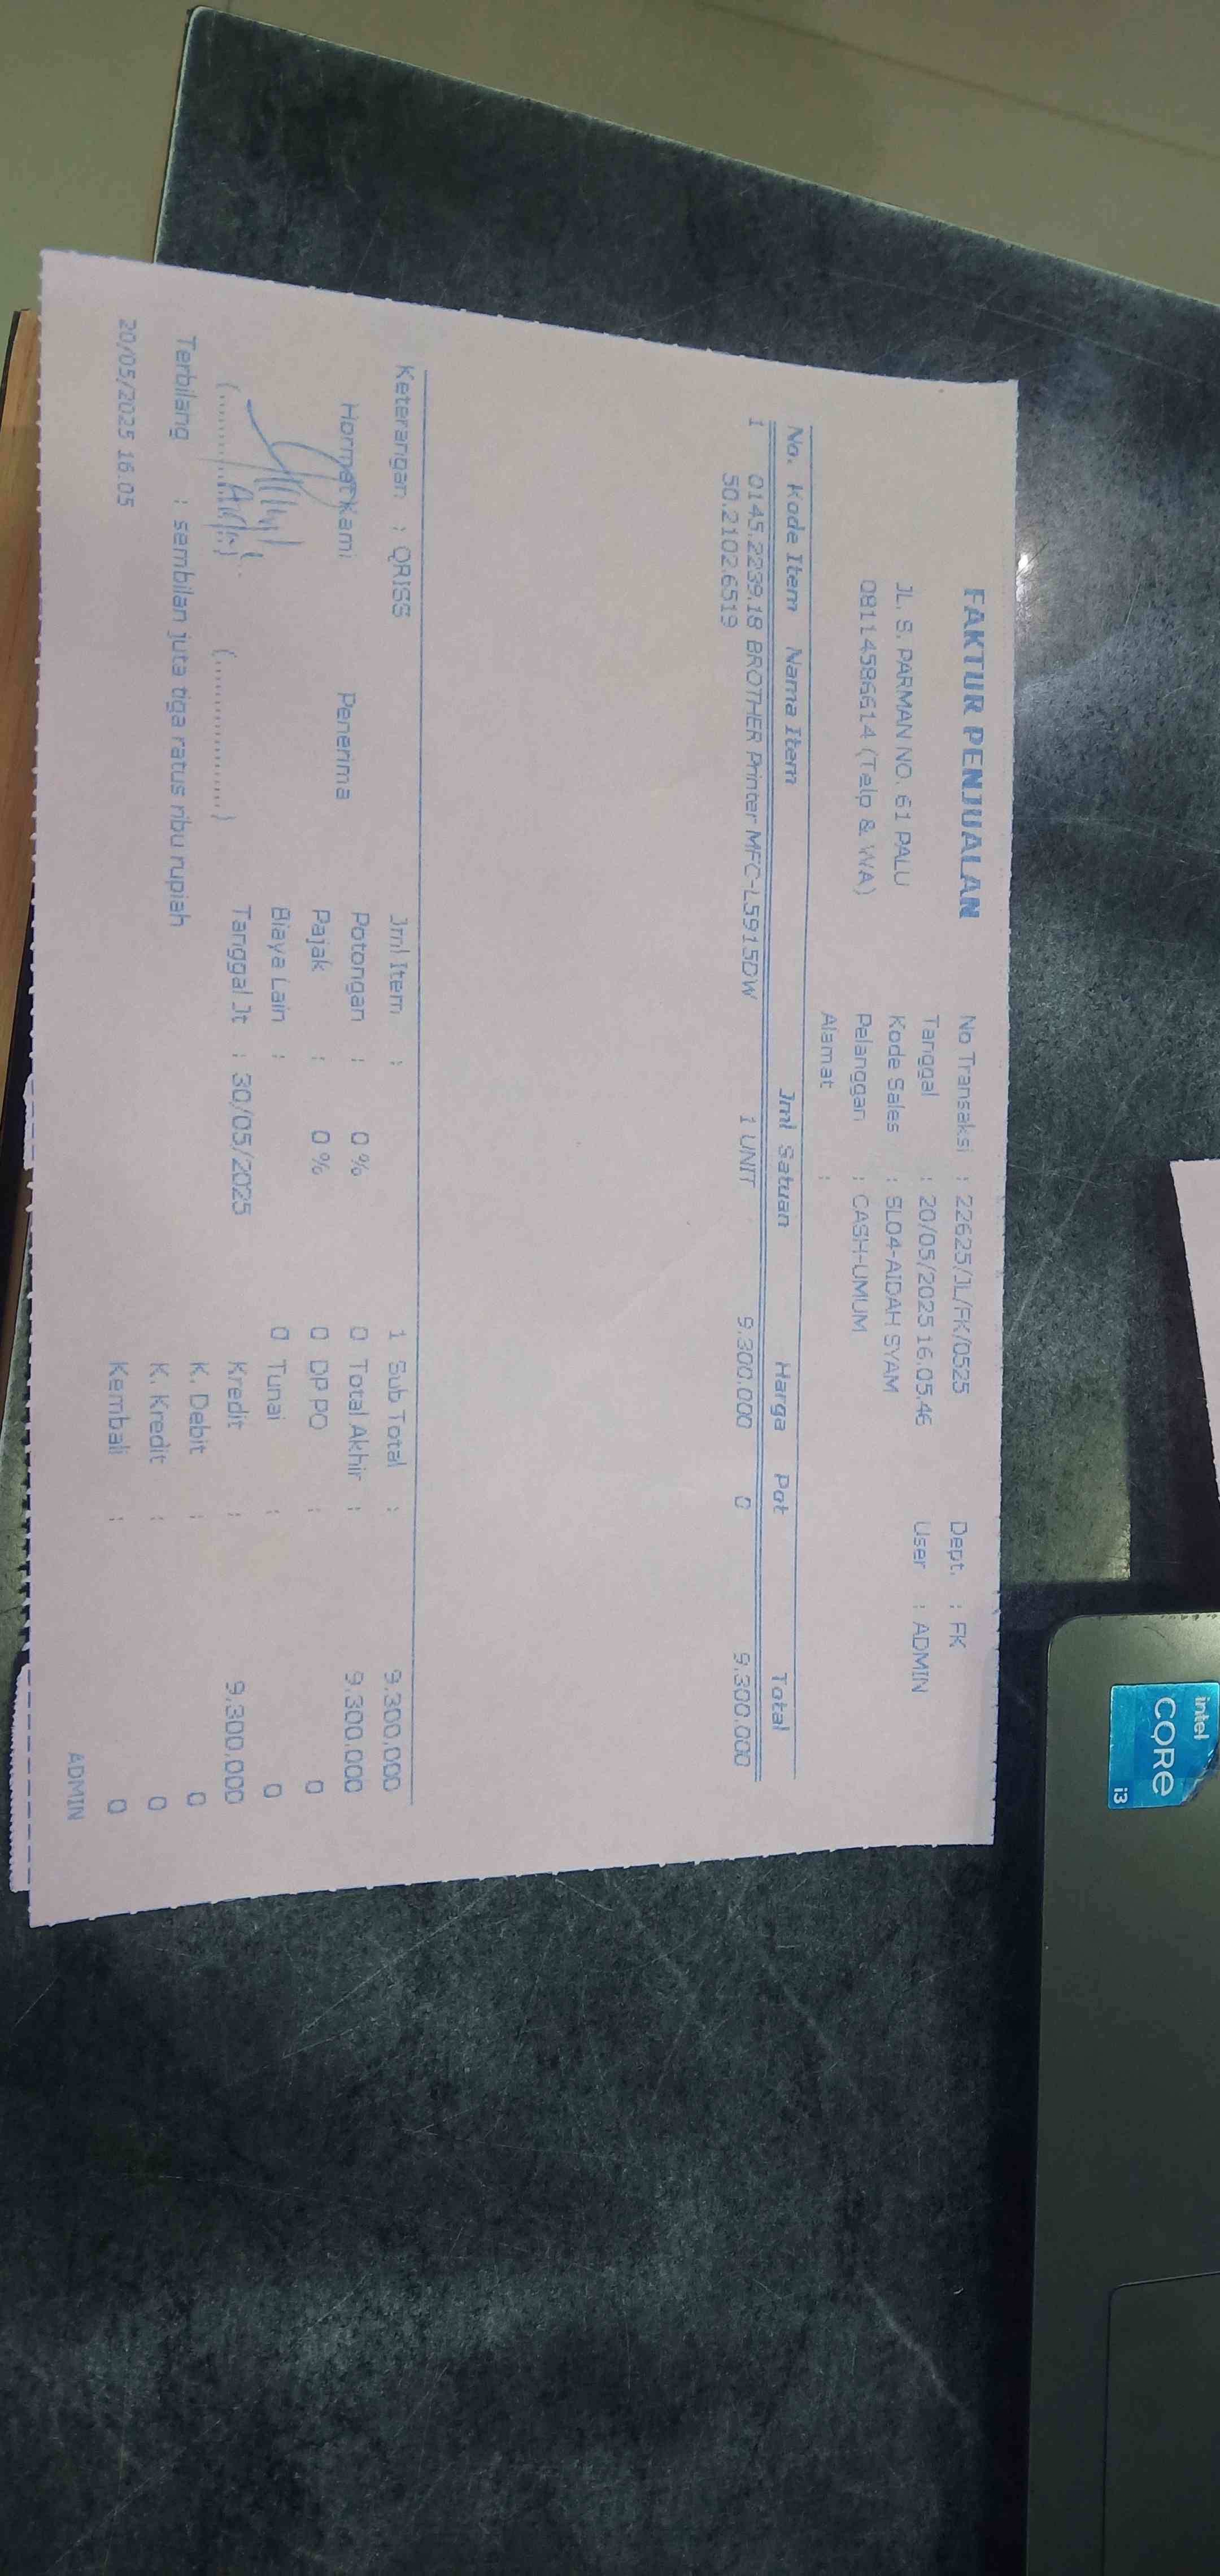 FAKTUR PENJUALAN
JL. S. PARMAN NO. 61 PALU
08114586614 (Telp & WA)
No Transaksi : 22625/JL/FK/0525
Tanggal : 20/05/2025 16.05.46
Kode Sales : SL04-AIDAH SYAM
Pelanggan : CASH-UMUM
Alamat :
Dept. : FK
User : ADMIN
No. Kode Item Nama Item Jml Satuan Harga Pot Total
1 0145.2239.18 BROTHER Printer MFC-L5915DW 1 UNIT 9.300.000 0 9.300.000
50.2102.6519
Keterangan : QRISS
Hormat Kami Penerima
(.............) (................)
Jml Item : 1
Potongan : 0 % 0
Pajak : 0 % 0
Biaya Lain : 0
Tanggal Jt : 30/05/2025
Sub Total : 9.300.000
Total Akhir : 9.300.000
DP PO : 0
Tunai : 0
Kredit : 9.300.000
K. Debit : 0
K. Kredit : 0
Kembali : 0
Terbilang : sembilan juta tiga ratus ribu rupiah
20/05/2025 16.05
ADMIN
intel
CORe
i3